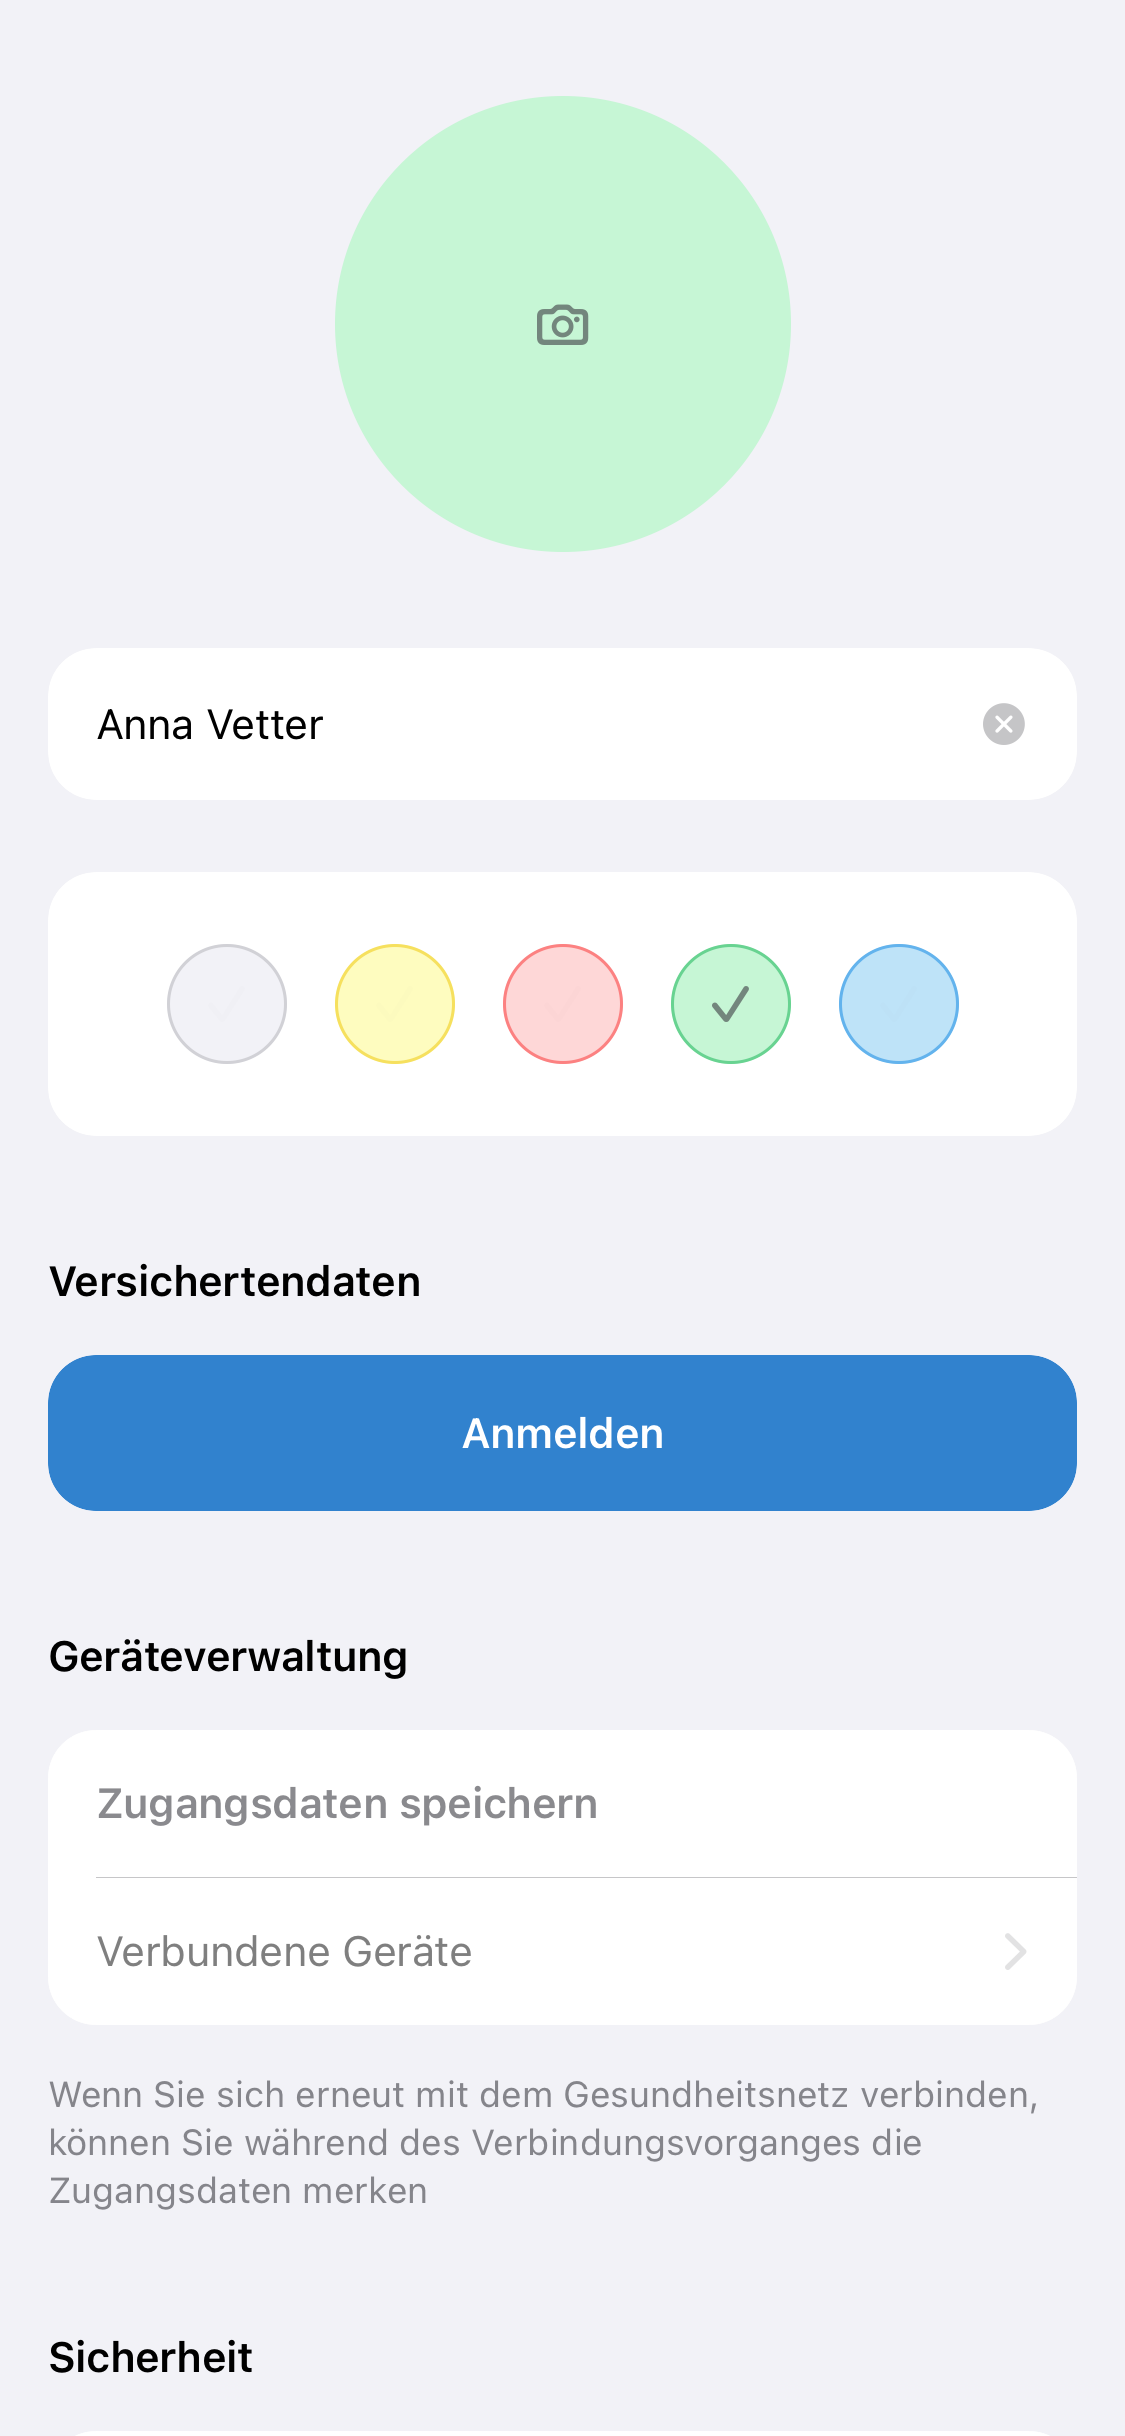 Anna Vetter
Versichertendaten
Anmelden
Geräteverwaltung
Zugangsdaten speichern
Verbundene Geräte
Wenn Sie sich erneut mit dem Gesundheitsnetz verbinden,
können Sie während des Verbindungsvorganges die
Zugangsdaten merken
Sicherheit